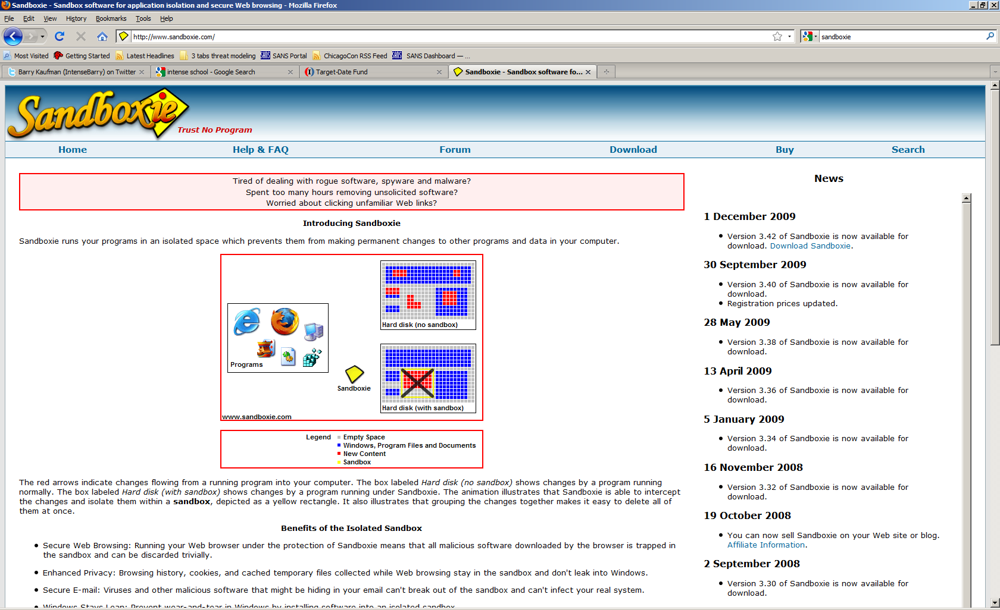 Sandboxie - Sandbox software for application isolation and secure Web browsing - Mozilla Firefox
File Edit View History Bookmarks Tools Help
http://www.sandboxie.com/
sandboxie
Most Visited Getting Started Latest Headlines 3 tabs threat modeling SANS Portal ChicagoCon RSS Feed SANS Dashboard — ...
Barry Kaufman (IntenseBarry) on Twitter intense school - Google Search Target-Date Fund Sandboxie - Sandbox software fo...
Sandboxie
Trust No Program
Home Help & FAQ Forum Download Buy Search
Tired of dealing with rogue software, spyware and malware?
Spent too many hours removing unsolicited software?
Worried about clicking unfamiliar Web links?
Introducing Sandboxie
Sandboxie runs your programs in an isolated space which prevents them from making permanent changes to other programs and data in your computer.
Hard disk (no sandbox)
Programs
Sandboxie
Hard disk (with sandbox)
www.sandboxie.com
Legend Empty Space
Windows, Program Files and Documents
New Content
Sandbox
The red arrows indicate changes flowing from a running program into your computer. The box labeled Hard disk (no sandbox) shows changes by a program running
normally. The box labeled Hard disk (with sandbox) shows changes by a program running under Sandboxie. The animation illustrates that Sandboxie is able to intercept
the changes and isolate them within a sandbox, depicted as a yellow rectangle. It also illustrates that grouping the changes together makes it easy to delete all of
them at once.
Benefits of the Isolated Sandbox
Secure Web Browsing: Running your Web browser under the protection of Sandboxie means that all malicious software downloaded by the browser is trapped in
the sandbox and can be discarded trivially.
Enhanced Privacy: Browsing history, cookies, and cached temporary files collected while Web browsing stay in the sandbox and don't leak into Windows.
Secure E-mail: Viruses and other malicious software that might be hiding in your email can't break out of the sandbox and can't infect your real system.
Windows Stays Lean: Prevent wear-and-tear in Windows by installing software into an isolated sandbox.
News
1 December 2009
Version 3.42 of Sandboxie is now available for
download. Download Sandboxie.
30 September 2009
Version 3.40 of Sandboxie is now available for
download.
Registration prices updated.
28 May 2009
Version 3.38 of Sandboxie is now available for
download.
13 April 2009
Version 3.36 of Sandboxie is now available for
download.
5 January 2009
Version 3.34 of Sandboxie is now available for
download.
16 November 2008
Version 3.32 of Sandboxie is now available for
download.
19 October 2008
You can now sell Sandboxie on your Web site or blog.
Affiliate Information.
2 September 2008
Version 3.30 of Sandboxie is now available for
download.